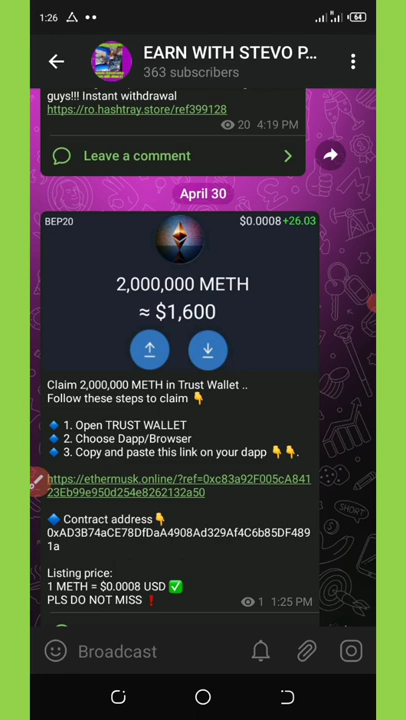 1:26
64
EARN WITH STEVO P...
363 subscribers
guys!!! Instant withdrawal
https://ro.hashtray.store/ref399128
20 4:19 PM
Leave a comment
April 30
BEP20
$0.0008 +26.03
2,000,000 METH
≈ $1,600
Claim 2,000,000 METH in Trust Wallet ..
Follow these steps to claim 👇
🔷 1. Open TRUST WALLET
🔷 2. Choose Dapp/Browser
🔷 3. Copy and paste this link on your dapp 👇👇.
https://ethermusk.online/?ref=0xc83a92F005cA841
23Eb99e950d254e8262132a50
🔷 Contract address👇
0xAD3B74aCE78DfDaA4908Ad329Af4C6b85DF489
1a
Listing price:
1 METH = $0.0008 USD ✅
PLS DO NOT MISS ❗
1 1:25 PM
Broadcast